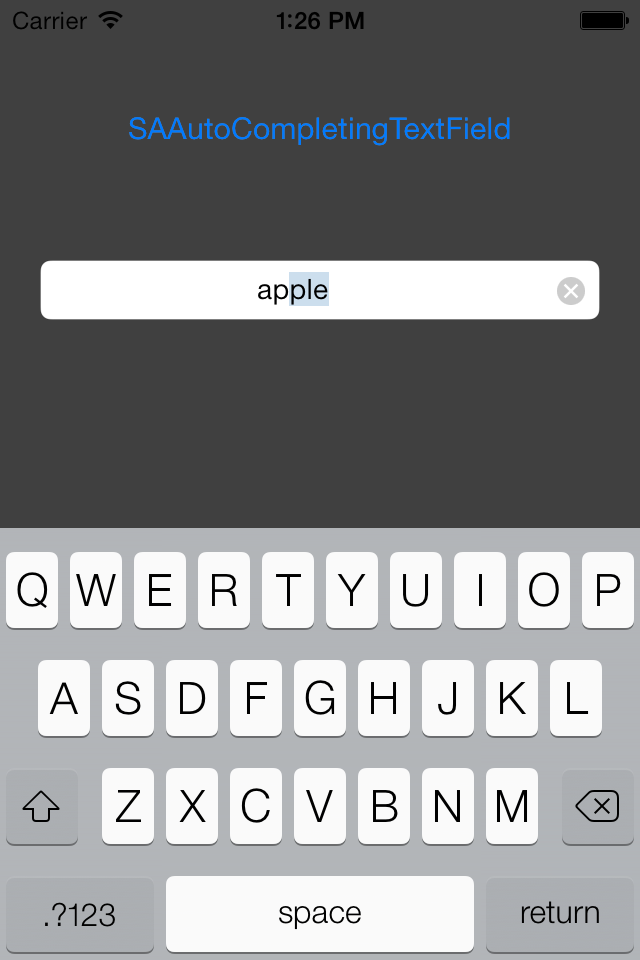 Carrier 1:26 PM
SAAutoCompletingTextField
apple
Q W E R T Y U I O P
A S D F G H J K L
Z X C V B N M
.?123 space return